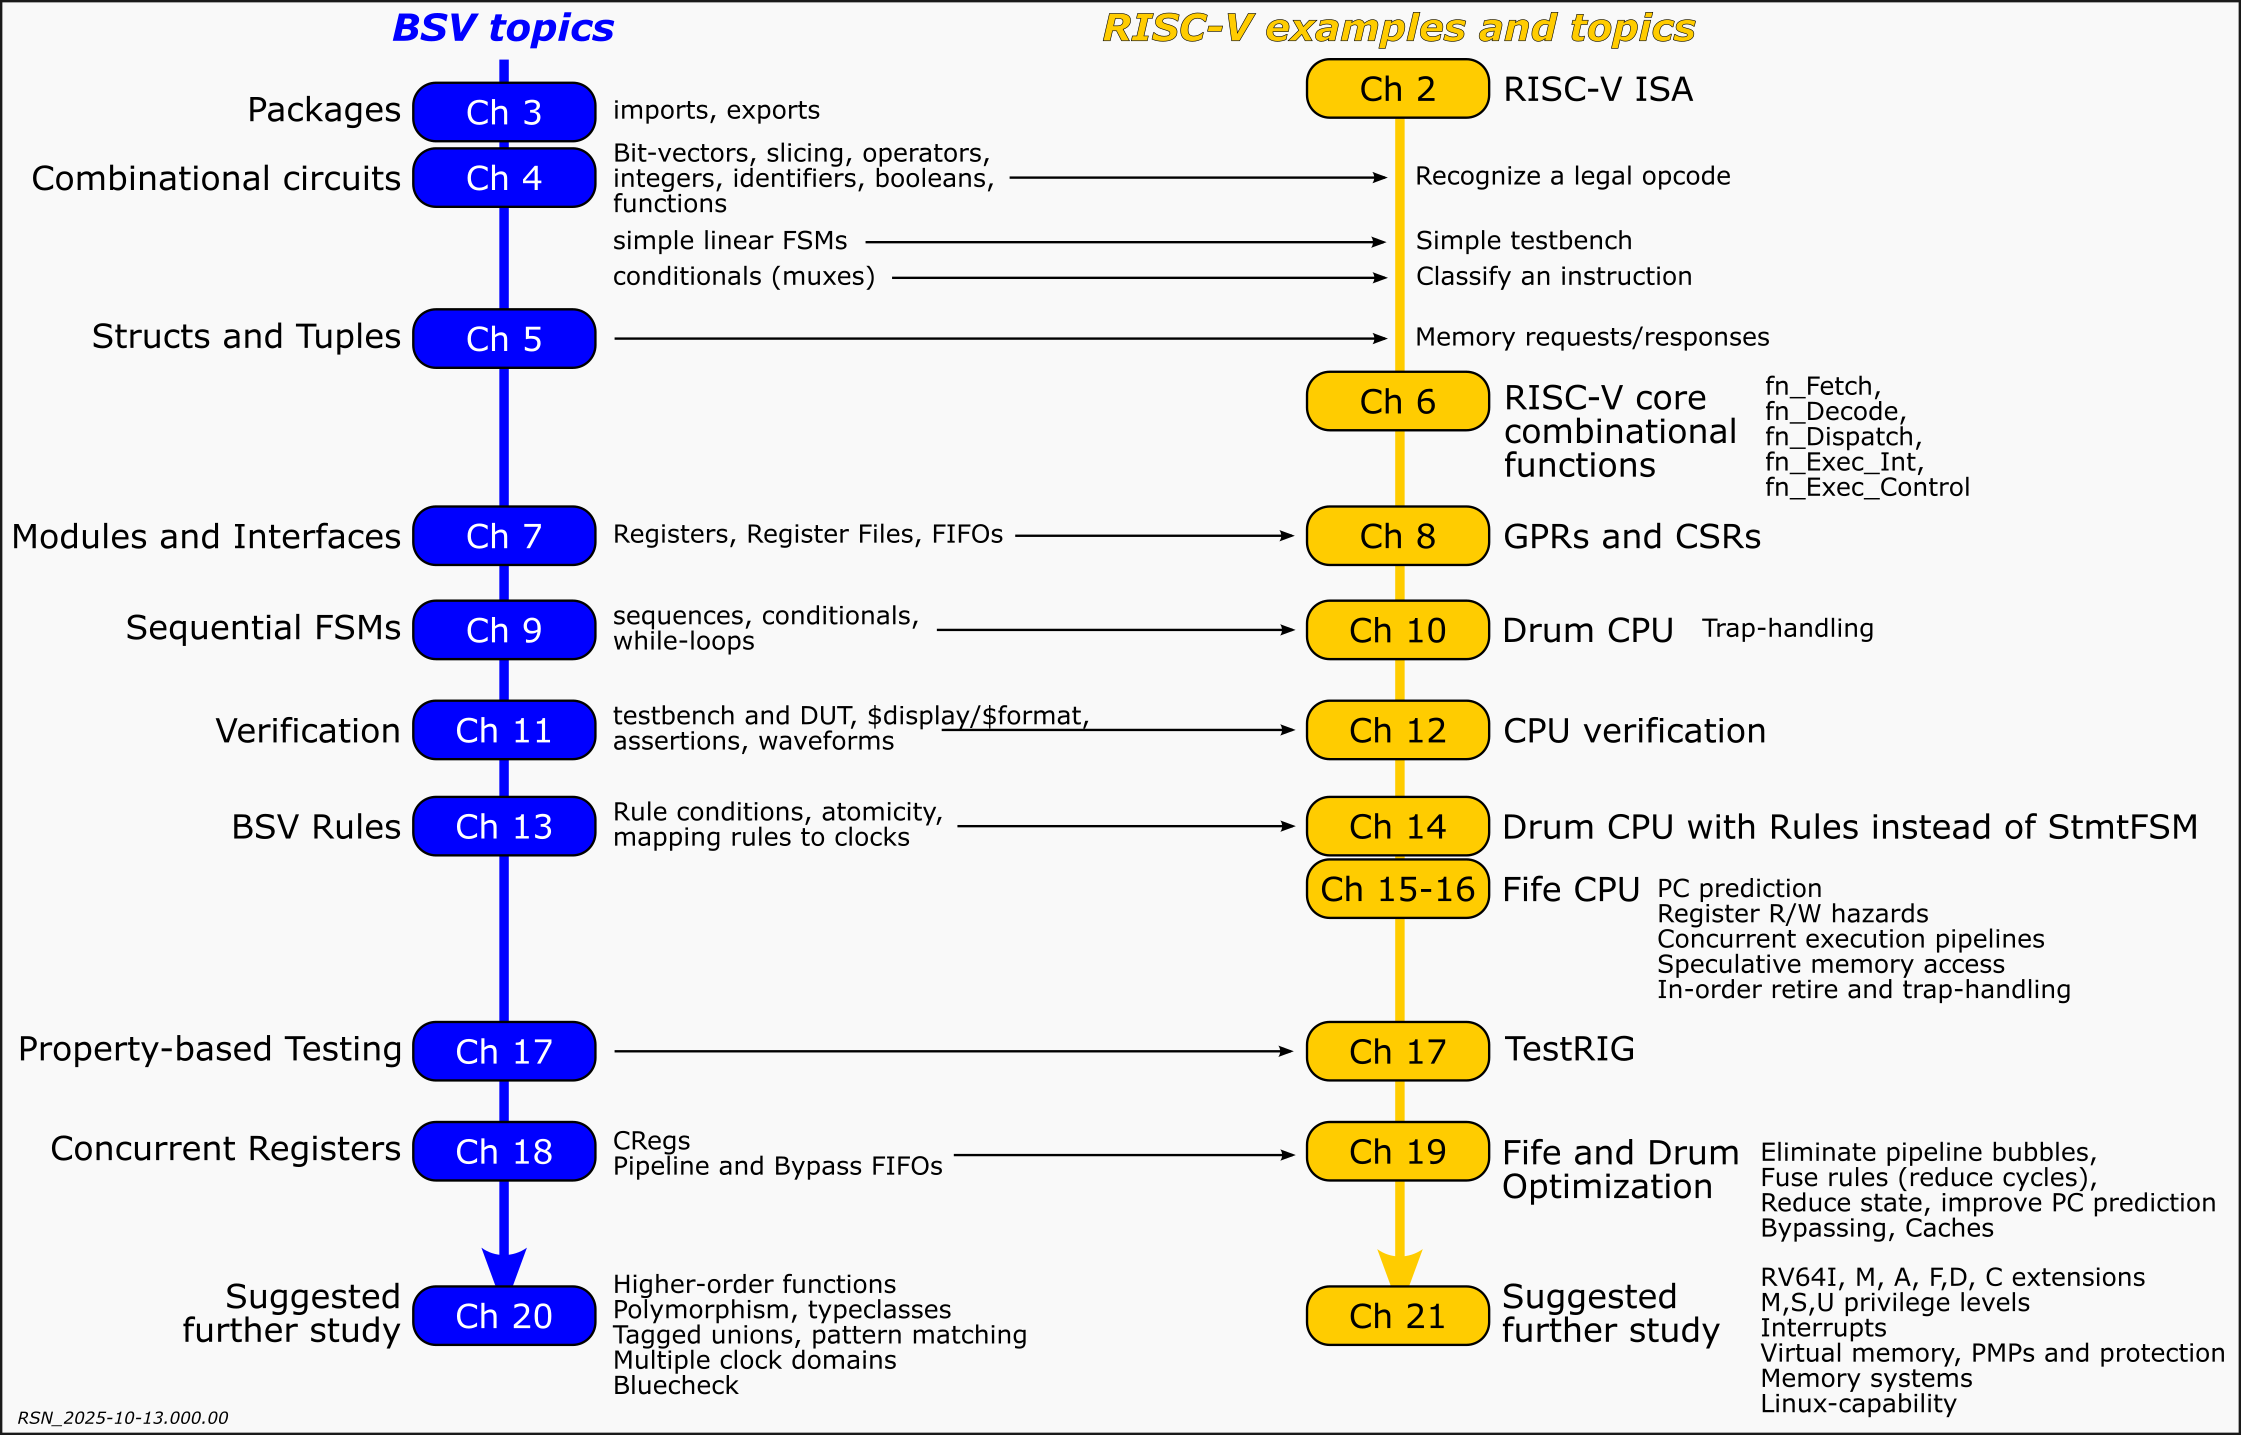 BSV topics
RISC-V examples and topics
Ch 2
RISC-V ISA
Packages
Ch 3
imports, exports
Combinational circuits
Ch 4
Bit-vectors, slicing, operators,
integers, identifiers, booleans,
functions
Recognize a legal opcode
simple linear FSMs
Simple testbench
conditionals (muxes)
Classify an instruction
Structs and Tuples
Ch 5
Memory requests/responses
Ch 6
RISC-V core
combinational
functions
fn_Fetch,
fn_Decode,
fn_Dispatch,
fn_Exec_Int,
fn_Exec_Control
Modules and Interfaces
Ch 7
Registers, Register Files, FIFOs
Ch 8
GPRs and CSRs
Sequential FSMs
Ch 9
sequences, conditionals,
while-loops
Ch 10
Drum CPU
Trap-handling
Verification
Ch 11
testbench and DUT, $display/$format,
assertions, waveforms
Ch 12
CPU verification
BSV Rules
Ch 13
Rule conditions, atomicity,
mapping rules to clocks
Ch 14
Drum CPU with Rules instead of StmtFSM
Ch 15-16
Fife CPU
PC prediction
Register R/W hazards
Concurrent execution pipelines
Speculative memory access
In-order retire and trap-handling
Property-based Testing
Ch 17
Ch 17
TestRIG
Concurrent Registers
Ch 18
CRegs
Pipeline and Bypass FIFOs
Ch 19
Fife and Drum
Optimization
Eliminate pipeline bubbles,
Fuse rules (reduce cycles),
Reduce state, improve PC prediction
Bypassing, Caches
Suggested
further study
Ch 20
Higher-order functions
Polymorphism, typeclasses
Tagged unions, pattern matching
Multiple clock domains
Bluecheck
Ch 21
Suggested
further study
RV64I, M, A, F,D, C extensions
M,S,U privilege levels
Interrupts
Virtual memory, PMPs and protection
Memory systems
Linux-capability
RSN_2025-10-13.000.00